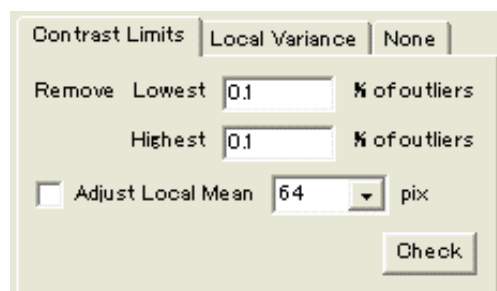 Contrast Limits Local Variance None
Remove Lowest 0.1 % of outliers
Highest 0.1 % of outliers
Adjust Local Mean 64 pix
Check